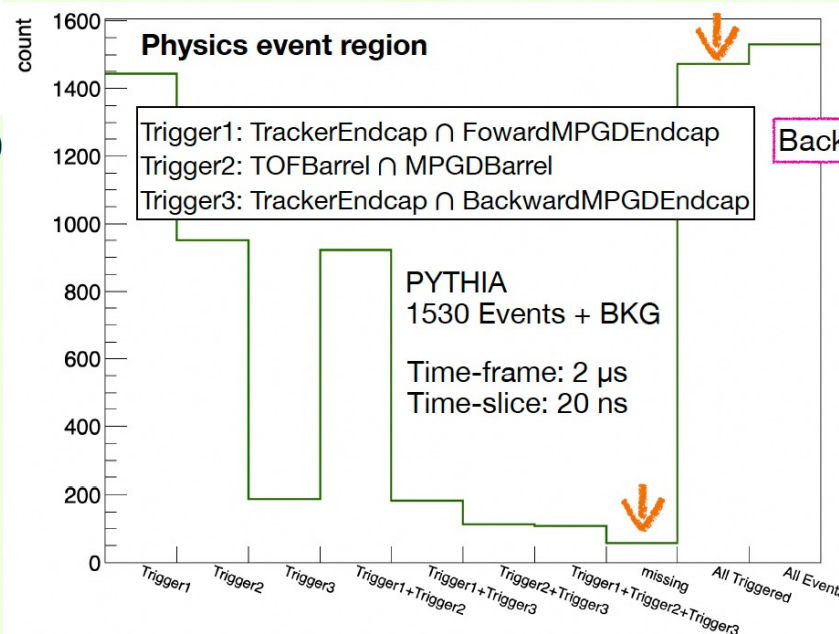 1600
count
Physics event region
1400
Trigger1: TrackerEndcap ∩ FowardMPGDEndcap
Trigger2: TOFBarrel ∩ MPGDBarrel
Trigger3: TrackerEndcap ∩ BackwardMPGDEndcap
Back
1200
1000
PYTHIA
1530 Events + BKG
800
600
Time-frame: 2 µs
Time-slice: 20 ns
400
200
0
Trigger1
Trigger2
Trigger3
Trigger1+Trigger2
Trigger1+Trigger3
Trigger2+Trigger3
Trigger1+Trigger2+Trigger3
missing
All Triggered
All Event